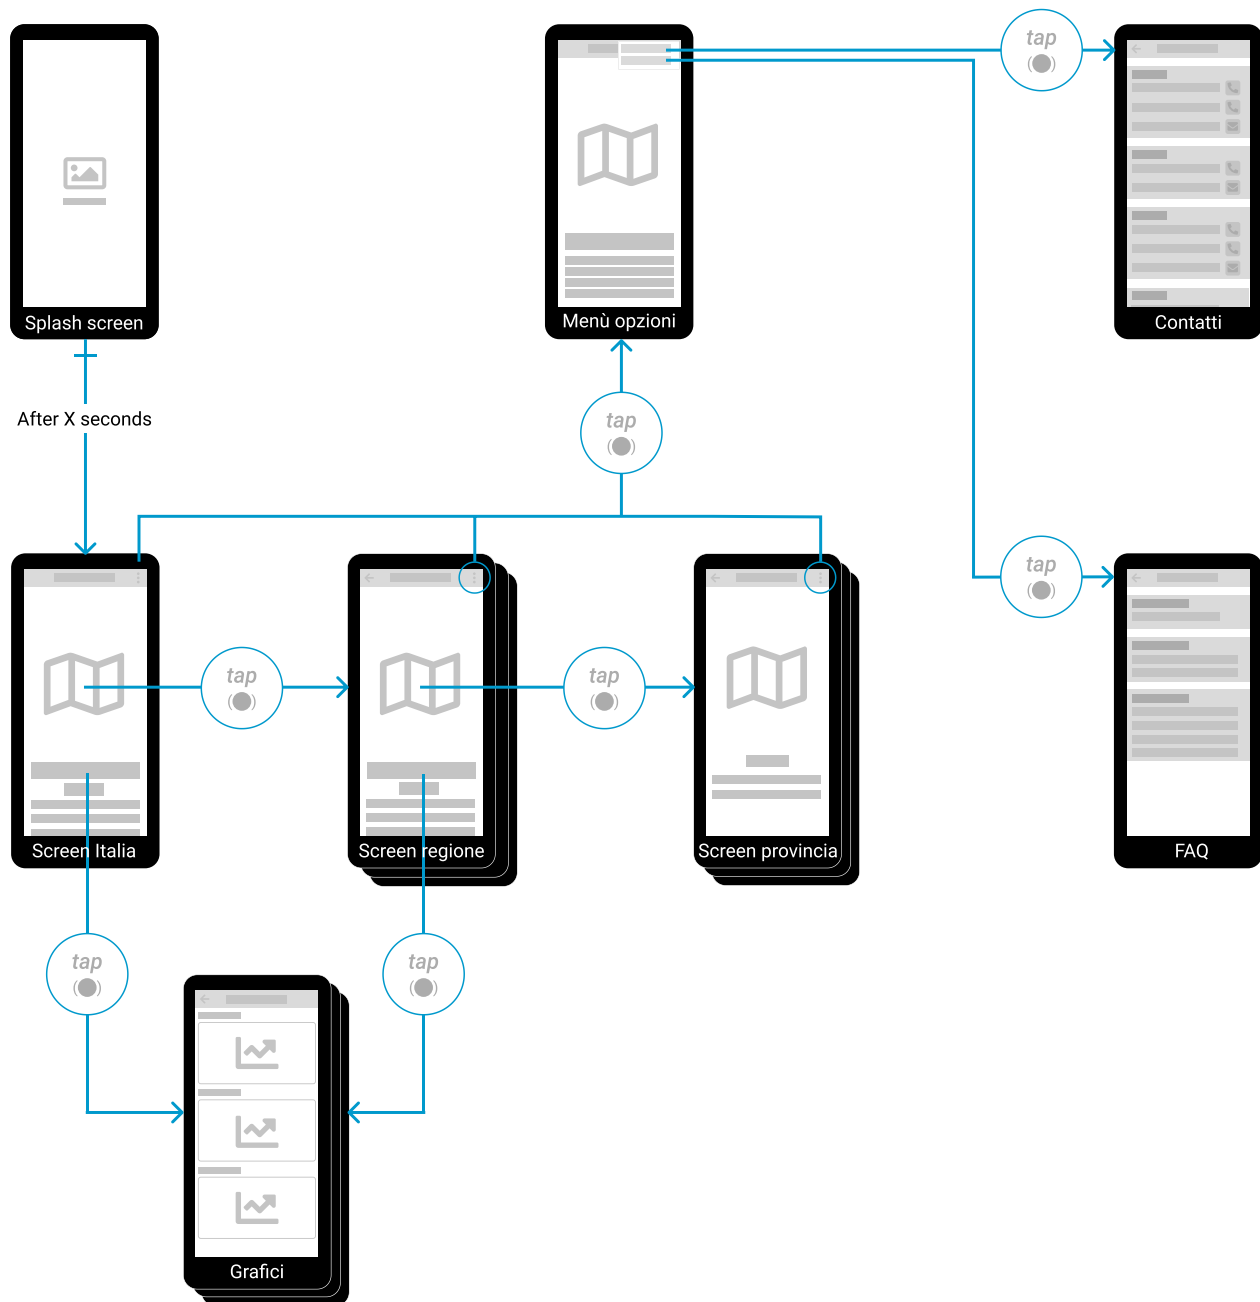 tap
Splash screen
Menù opzioni
Contatti
After X seconds
tap
tap
tap
tap
Screen Italia
Screen regione
Screen provincia
FAQ
tap
tap
Grafici